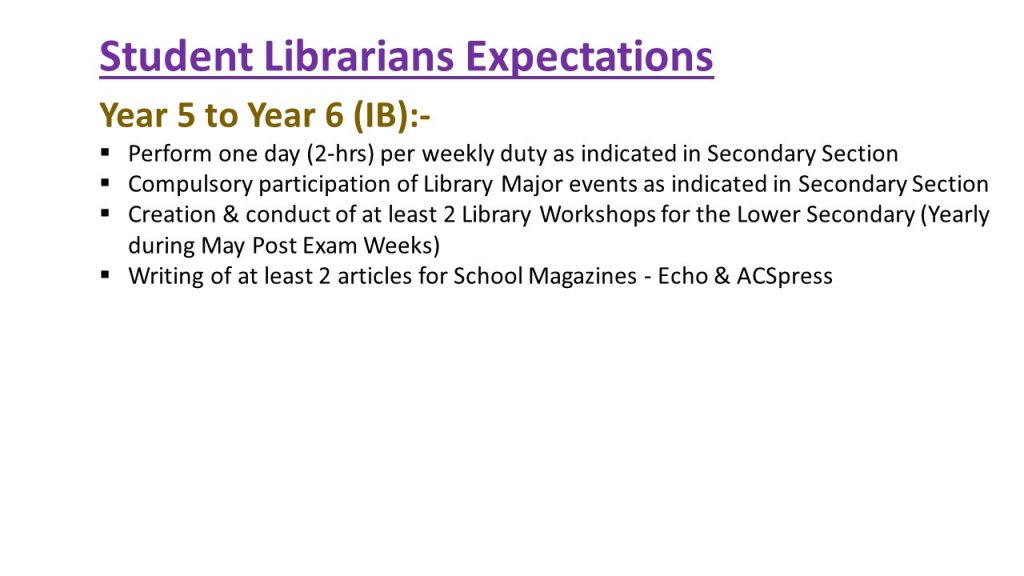 Student Librarians Expectations
Year 5 to Year 6 (IB):-
▪ Perform one day (2-hrs) per weekly duty as indicated in Secondary Section
▪ Compulsory participation of Library Major events as indicated in Secondary Section
▪ Creation & conduct of at least 2 Library Workshops for the Lower Secondary (Yearly
during May Post Exam Weeks)
▪ Writing of at least 2 articles for School Magazines - Echo & ACSpress